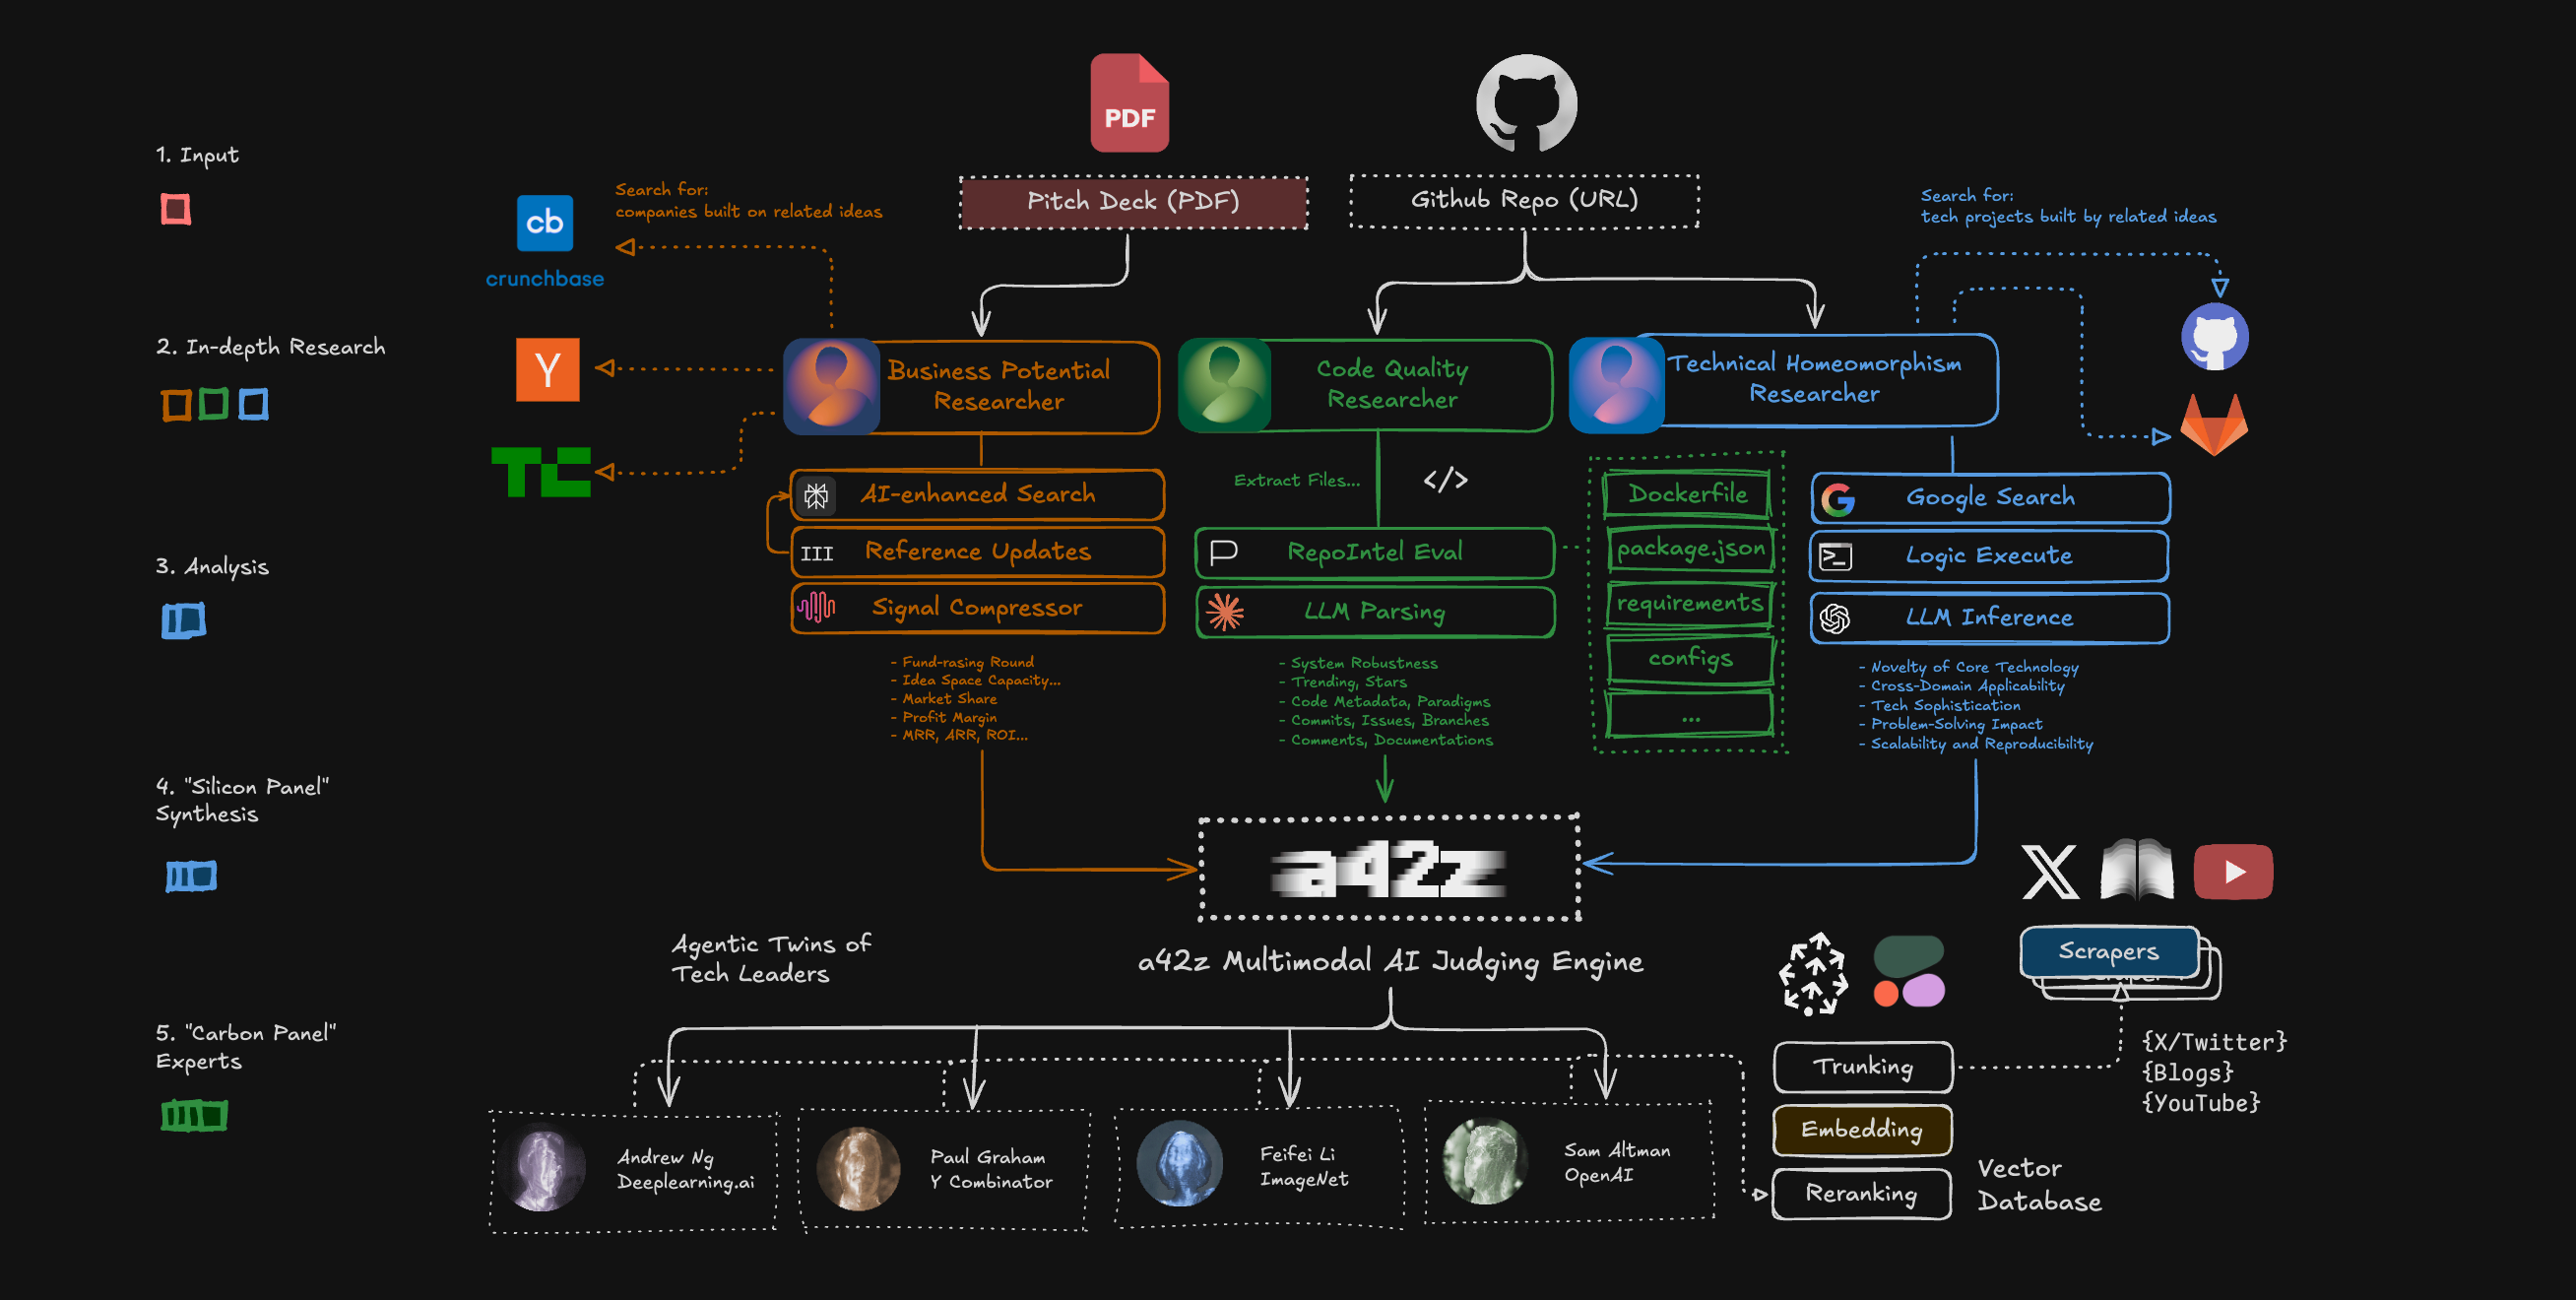 PDF
1. Input
Pitch Deck (PDF)
Github Repo (URL)
Search for:
companies built on related ideas
Search for:
tech projects built by related ideas
cb
crunchbase
2. In-depth Research
Y
TC
Business Potential
Researcher
Code Quality
Researcher
Technical Homeomorphism
Researcher
AI-enhanced Search
Reference Updates
Signal Compressor
Extract Files...
</>
RepoIntel Eval
LLM Parsing
Dockerfile
package.json
requirements
configs
...
Google Search
Logic Execute
LLM Inference
3. Analysis
- Fund-rasing Round
- Idea Space Capacity...
- Market Share
- Profit Margin
- MRR, ARR, ROI...
- System Robustness
- Trending, Stars
- Code Metadata, Paradigms
- Commits, Issues, Branches
- Comments, Documentations
- Novelty of Core Technology
- Cross-Domain Applicability
- Tech Sophistication
- Problem-Solving Impact
- Scalability and Reproducibility
4. "Silicon Panel"
Synthesis
a42z
a42z Multimodal AI Judging Engine
Agentic Twins of
Tech Leaders
Scrapers
5. "Carbon Panel"
Experts
Trunking
Embedding
Reranking
{X/Twitter}
{Blogs}
{YouTube}
Vector
Database
Andrew Ng
Deeplearning.ai
Paul Graham
Y Combinator
Feifei Li
ImageNet
Sam Altman
OpenAI